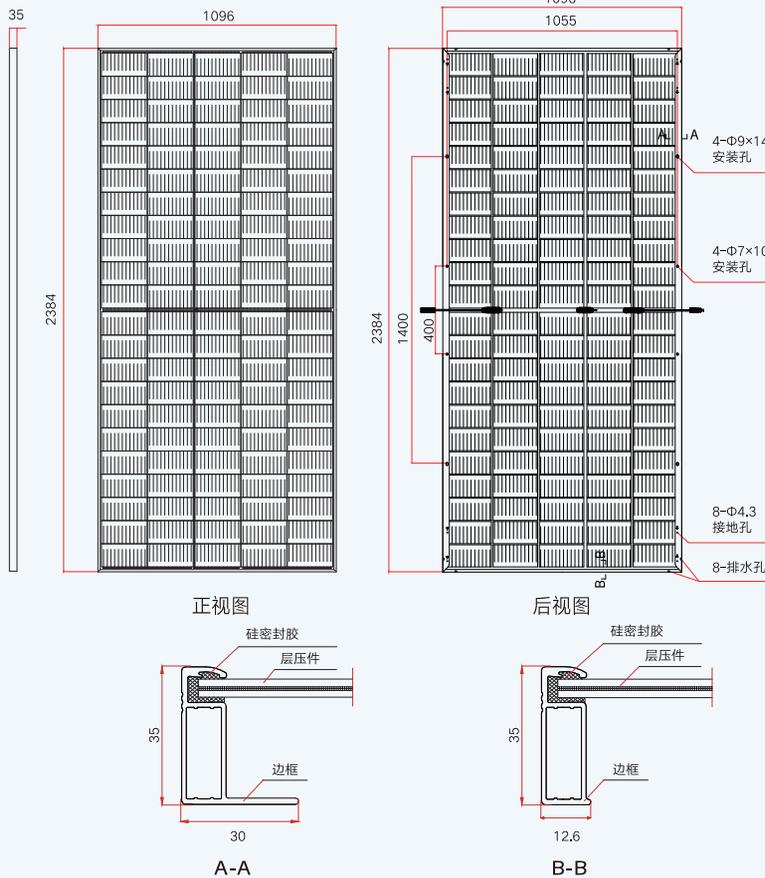 35
1096
1055
2384
2384
1400
400
A
A
4-Φ9×14
安装孔
4-Φ7×10
安装孔
8-Φ4.3
接地孔
8-排水孔
B
B
正视图
后视图
硅密封胶
层压件
35
边框
30
A-A
硅密封胶
层压件
35
边框
12.6
B-B